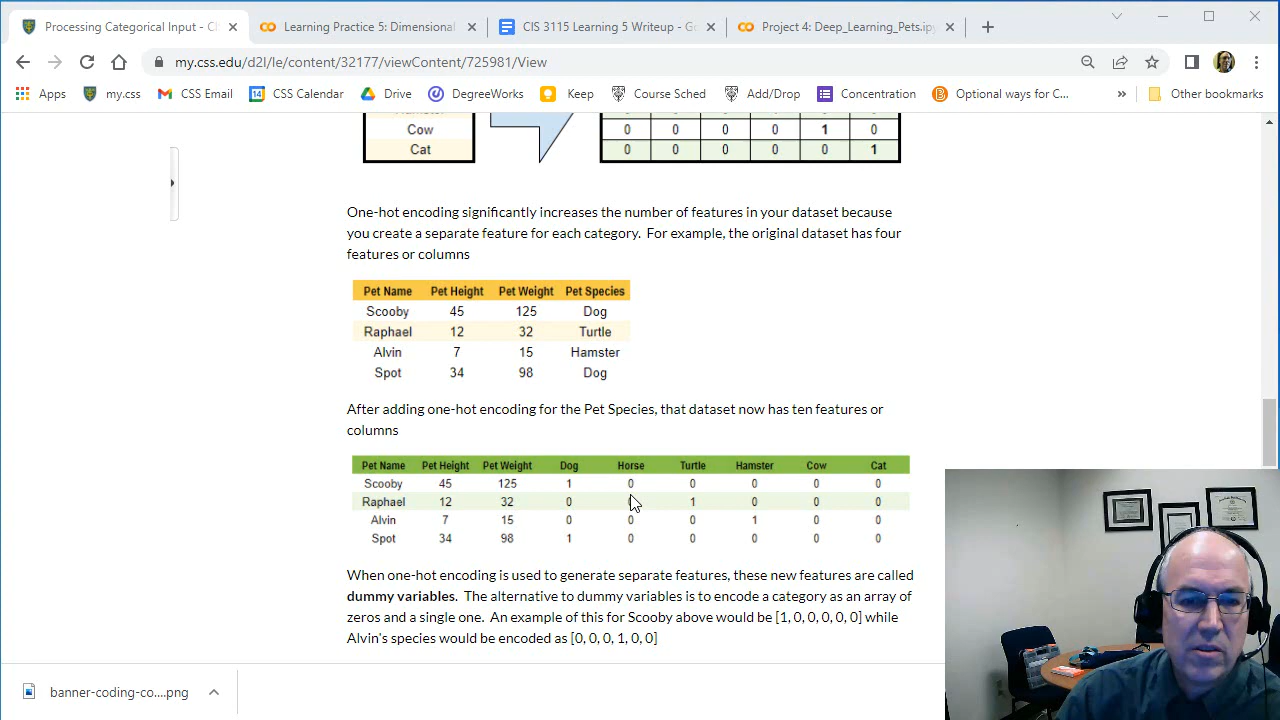 Processing Categorical Input - C
Learning Practice 5: Dimensional
CIS 3115 Learning 5 Writeup - Go
Project 4: Deep_Learning_Pets.ipy
my.css.edu/d2l/le/content/32177/viewContent/725981/View
Apps my.css CSS Email CSS Calendar Drive DegreeWorks Keep Course Sched Add/Drop Concentration Optional ways for C... » Other bookmarks
14
Hamster
Cow 0 0 0 0 1 0
Cat 0 0 0 0 0 1
One-hot encoding significantly increases the number of features in your dataset because
you create a separate feature for each category. For example, the original dataset has four
features or columns
Pet Name Pet Height Pet Weight Pet Species
Scooby 45 125 Dog
Raphael 12 32 Turtle
Alvin 7 15 Hamster
Spot 34 98 Dog
After adding one-hot encoding for the Pet Species, that dataset now has ten features or
columns
Pet Name Pet Height Pet Weight Dog Horse Turtle Hamster Cow Cat
Scooby 45 125 1 0 0 0 0 0
Raphael 12 32 0 0 1 0 0 0
Alvin 7 15 0 0 0 1 0 0
Spot 34 98 1 0 0 0 0 0
When one-hot encoding is used to generate separate features, these new features are called
dummy variables. The alternative to dummy variables is to encode a category as an array of
zeros and a single one. An example of this for Scooby above would be [1, 0, 0, 0, 0, 0] while
Alvin's species would be encoded as [0, 0, 0, 1, 0, 0]
banner-coding-co....png